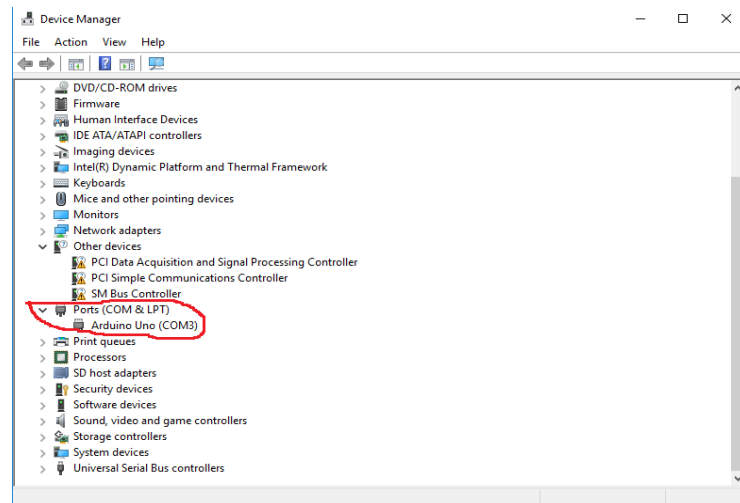 Device Manager
File Action View Help
DVD/CD-ROM drives
Firmware
Human Interface Devices
IDE ATA/ATAPI controllers
Imaging devices
Intel(R) Dynamic Platform and Thermal Framework
Keyboards
Mice and other pointing devices
Monitors
Network adapters
Other devices
PCI Data Acquisition and Signal Processing Controller
PCI Simple Communications Controller
SM Bus Controller
Ports (COM & LPT)
Arduino Uno (COM3)
Print queues
Processors
SD host adapters
Security devices
Software devices
Sound, video and game controllers
Storage controllers
System devices
Universal Serial Bus controllers